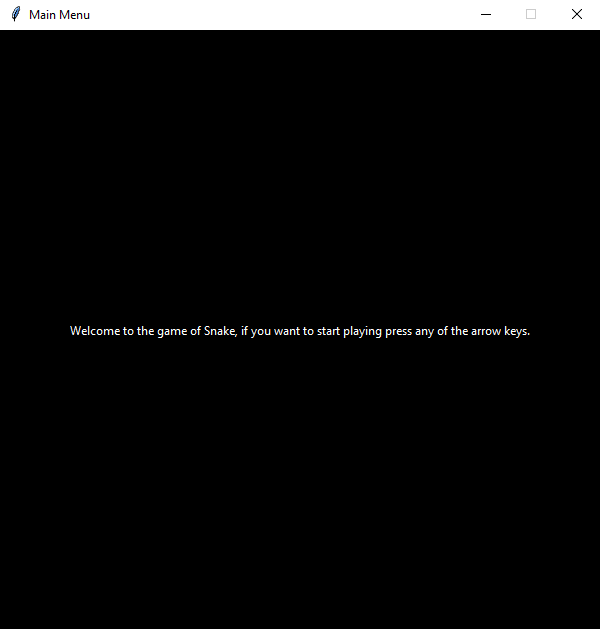 Main Menu
Welcome to the game of Snake, if you want to start playing press any of the arrow keys.